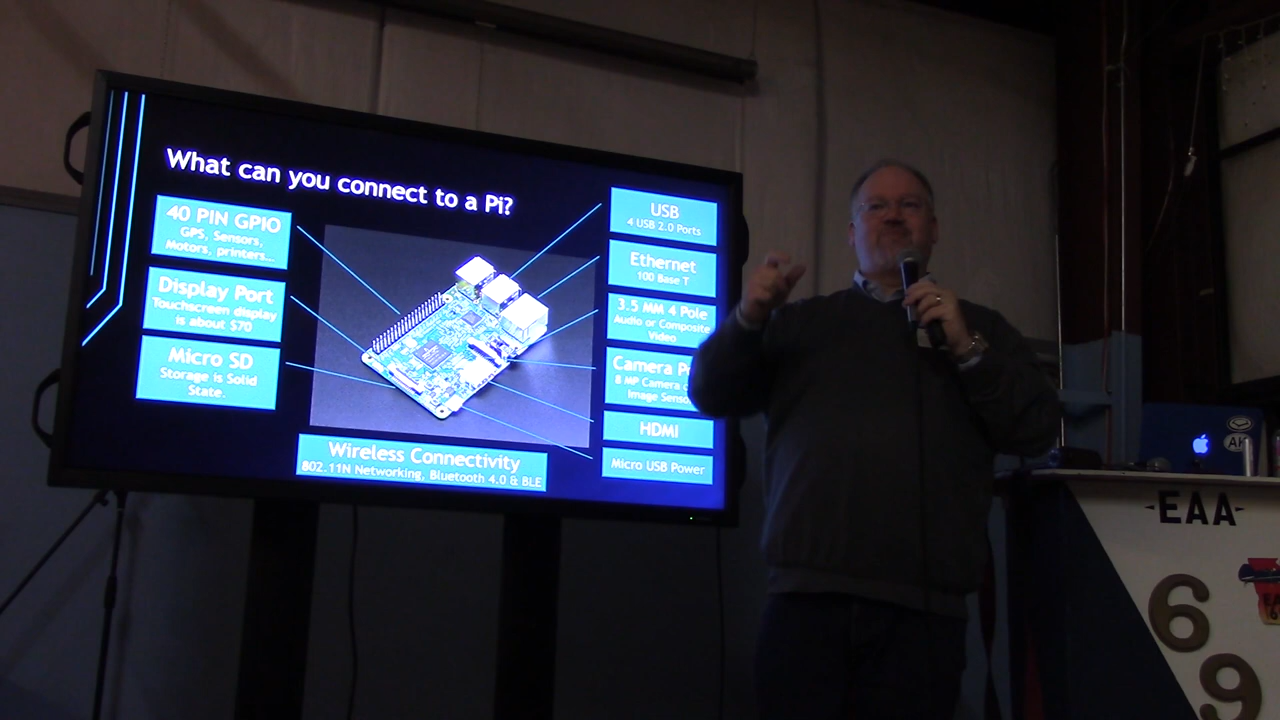 What can you connect to a Pi?
40 PIN GPIO
GPS, Sensors,
Motors, printers...
Display Port
Touchscreen display
is about $70
Micro SD
Storage is Solid
State.
Wireless Connectivity
802.11N Networking, Bluetooth 4.0 & BLE
USB
4 USB 2.0 Ports
Ethernet
100 Base T
3.5 MM 4 Pole
Audio or Composite
Video
Camera
8 MP Camera
Image
HDMI
Micro USB Power
-EAA-
6
9